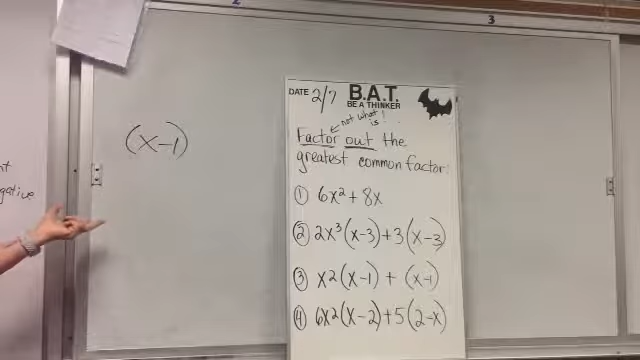 2
3
nt
gative
(x-1)
DATE 2/7
B.A.T.
BE A THINKER
not what!
is
Factor out the
greatest common factor!
① 6x² + 8x
② 2x³(x-3)+3(x-3)
③ x2(x-1) + (x-1)
④ 6x²(x-2)+5(2-x)